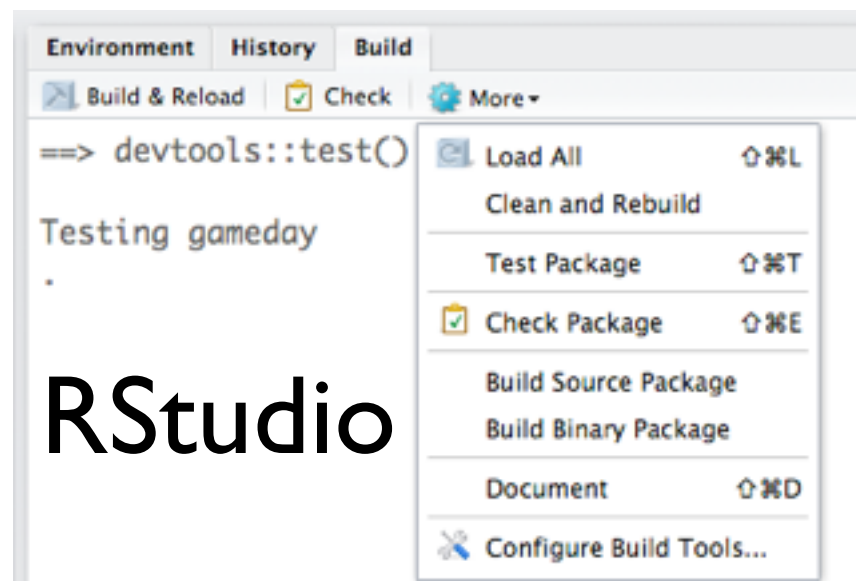 Environment History Build
Build & Reload Check More
==> devtools::test()
Testing gameday
.
RStudio
Load All ⇧⌘L
Clean and Rebuild
Test Package ⇧⌘T
Check Package ⇧⌘E
Build Source Package
Build Binary Package
Document ⇧⌘D
Configure Build Tools...